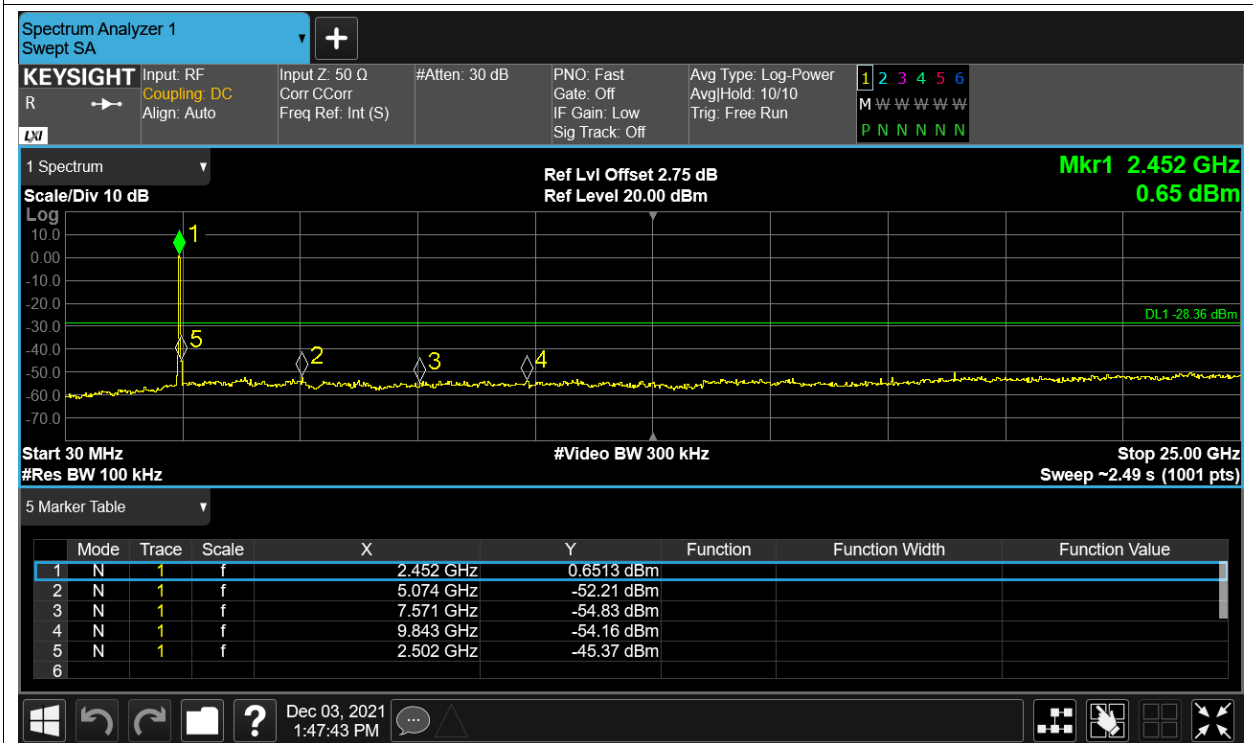 Spectrum Analyzer 1
Swept SA
+
KEYSIGHT Input: RF Input Z: 50 Ω #Atten: 30 dB PNO: Fast Avg Type: Log-Power 1 2 3 4 5 6
R Coupling: DC Corr CCorr Gate: Off Avg|Hold: 10/10 M W W W W W
Align: Auto Freq Ref: Int (S) IF Gain: Low Trig: Free Run
LXI Sig Track: Off P N N N N N
1 Spectrum Ref Lvl Offset 2.75 dB Mkr1 2.452 GHz
Scale/Div 10 dB Ref Level 20.00 dBm 0.65 dBm
Log
10.0
1
0.00
-10.0
-20.0
DL1 -28.36 dBm
-30.0
5
-40.0
2 3 4
-50.0
-60.0
-70.0
Start 30 MHz #Video BW 300 kHz Stop 25.00 GHz
#Res BW 100 kHz Sweep ~2.49 s (1001 pts)
5 Marker Table
Mode Trace Scale X Y Function Function Width Function Value
1 N 1 f 2.452 GHz 0.6513 dBm
2 N 1 f 5.074 GHz -52.21 dBm
3 N 1 f 7.571 GHz -54.83 dBm
4 N 1 f 9.843 GHz -54.16 dBm
5 N 1 f 2.502 GHz -45.37 dBm
6
? Dec 03, 2021
1:47:43 PM